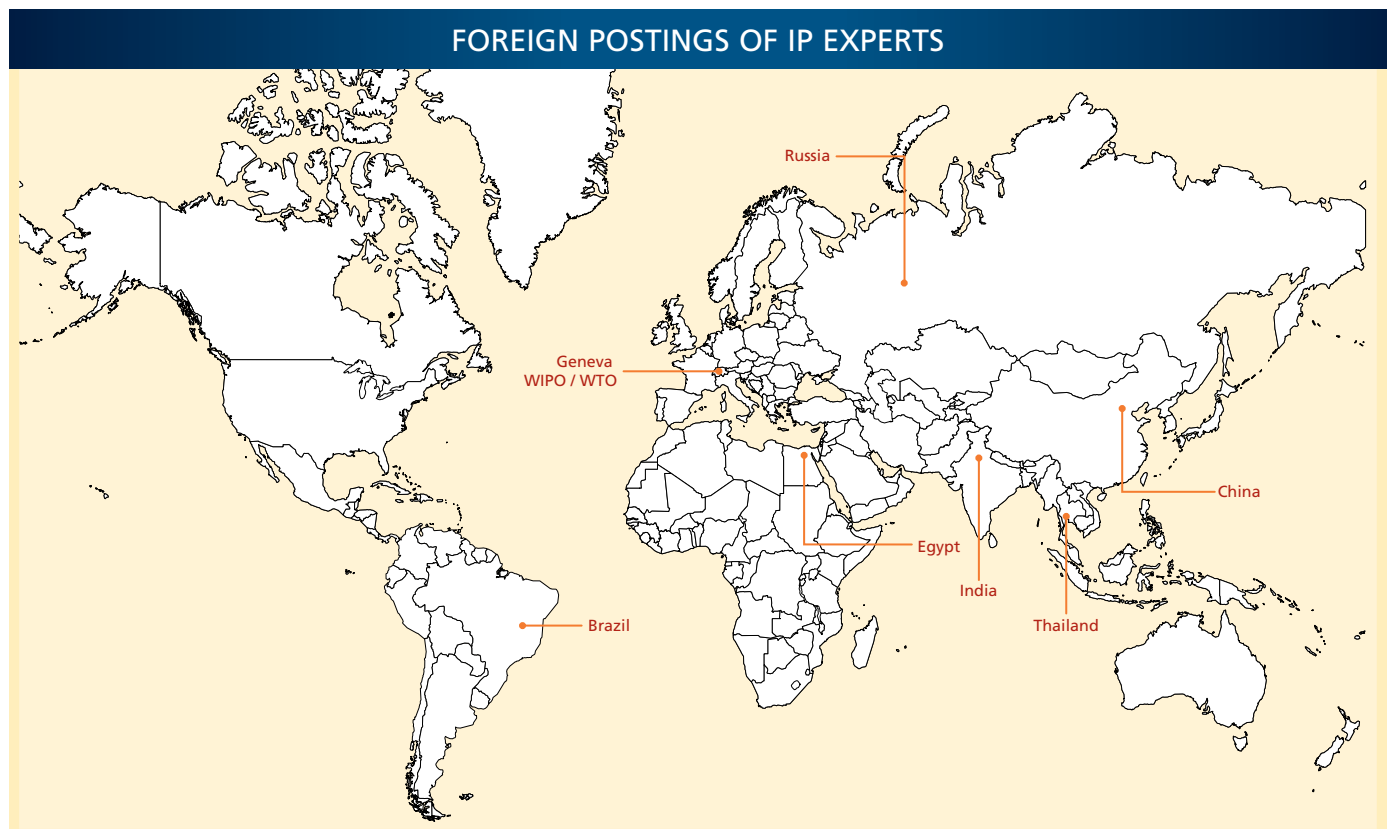 FOREIGN POSTINGS OF IP EXPERTS
Russia
Geneva
WIPO / WTO
China
Egypt
India
Brazil
Thailand